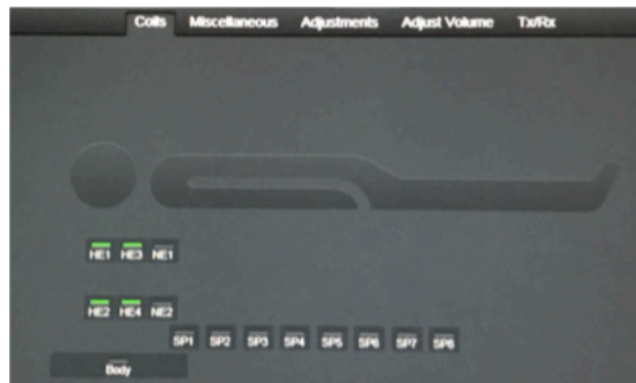 Coils Miscellaneous Adjustments Adjust Volume Tx/Rx
HE1 HE3 NE1
HE2 HE4 NE2
SP1 SP2 SP3 SP4 SP5 SP6 SP7 SP8
Body